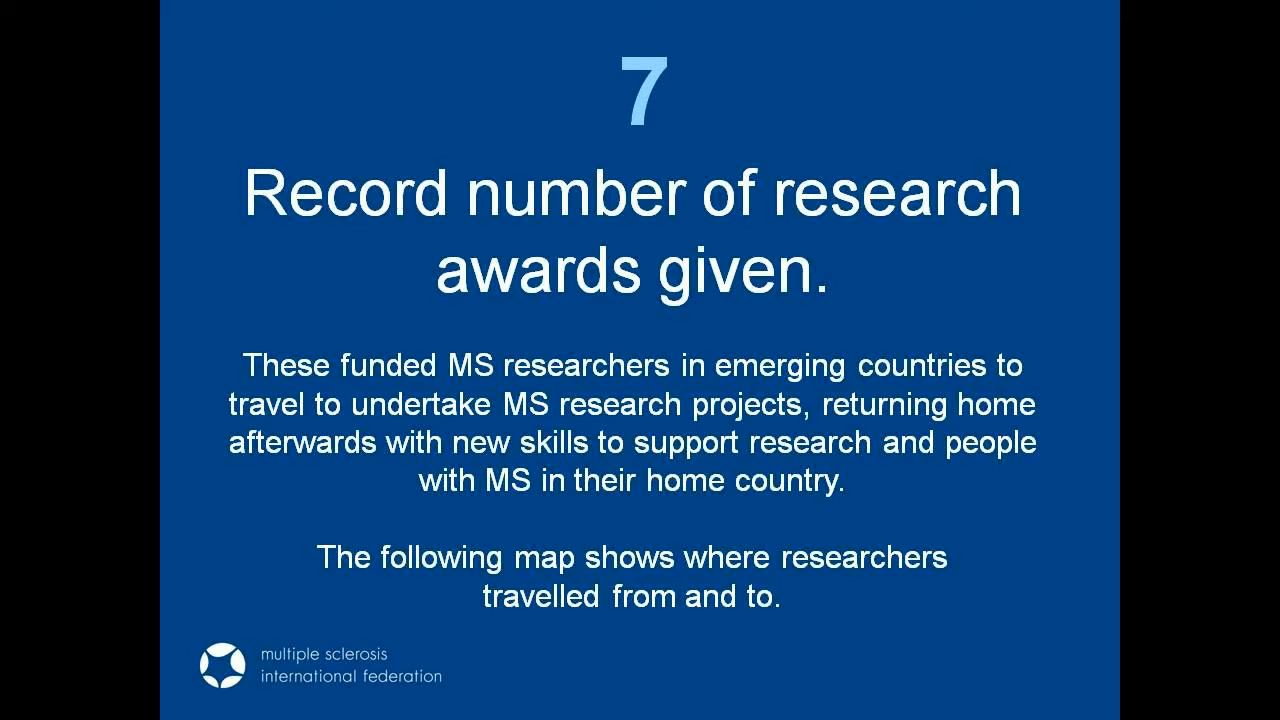 7
Record number of research
awards given.
These funded MS researchers in emerging countries to
travel to undertake MS research projects, returning home
afterwards with new skills to support research and people
with MS in their home country.
The following map shows where researchers
travelled from and to.
multiple sclerosis
international federation